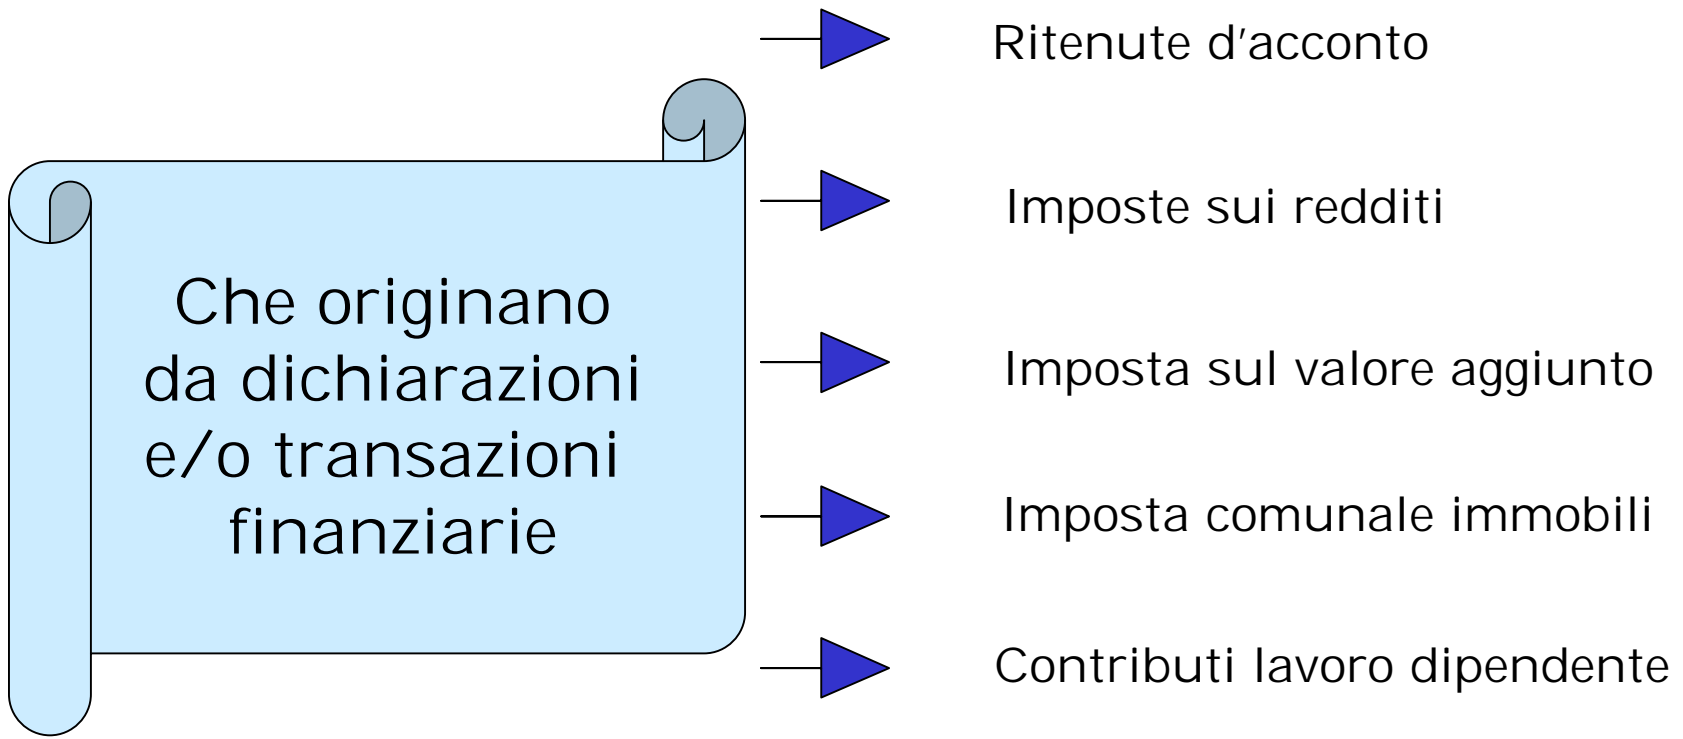 Che originano
da dichiarazioni
e/o transazioni
finanziarie
Ritenute d'acconto
Imposte sui redditi
Imposta sul valore aggiunto
Imposta comunale immobili
Contributi lavoro dipendente